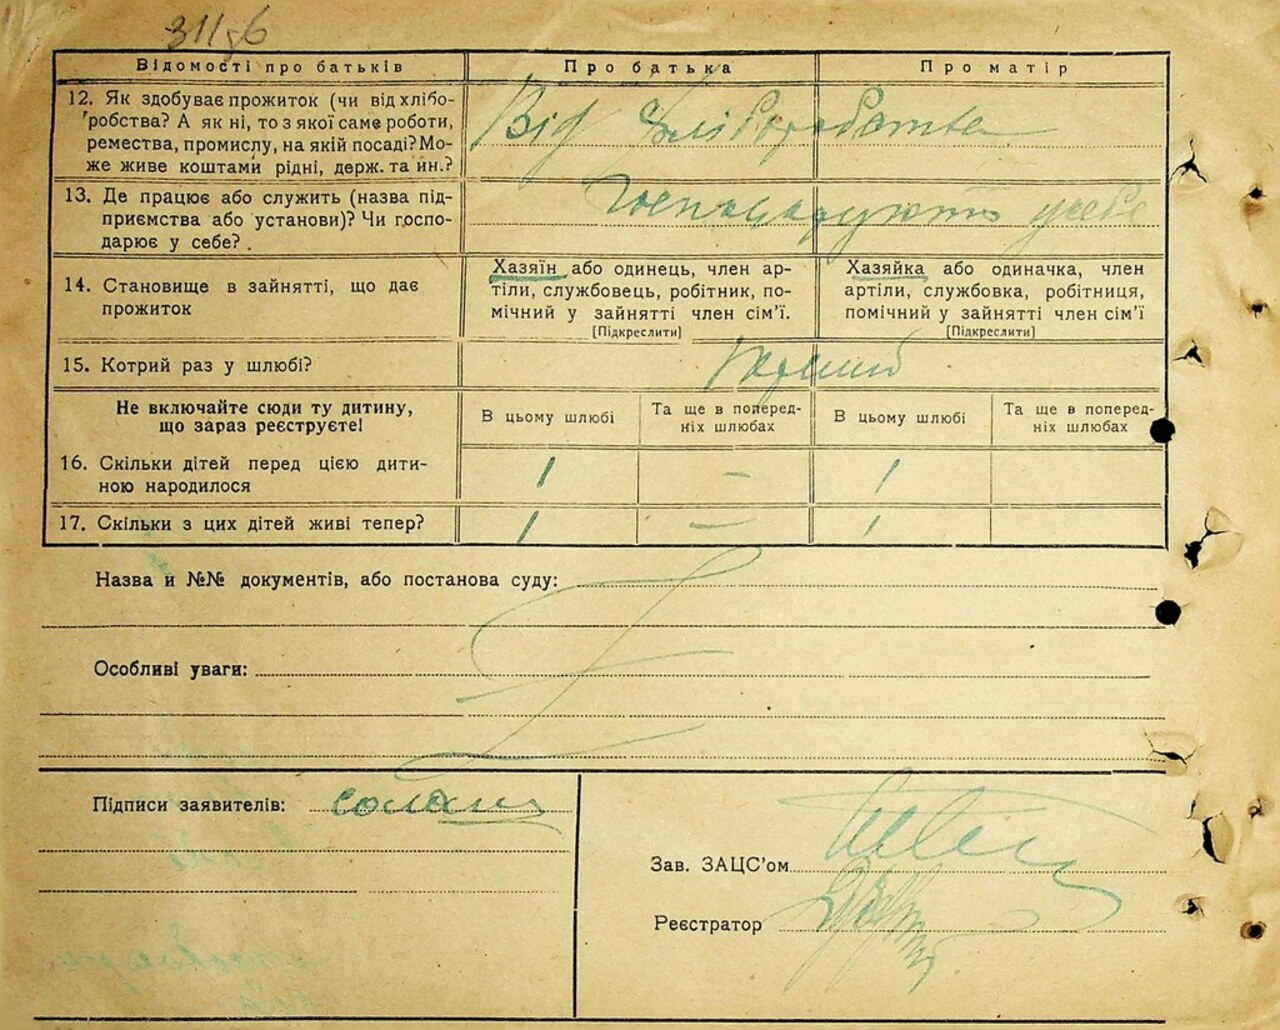 Відомості про батьків Про батька Про матір
12. Як здобуває прожиток (чи від хлібо-
робства? А як ні, то з якої саме роботи,
ремества, промислу, на якій посаді? Мо-
же живе коштами рідні, держ. та ин.?
Від хліборобства
13. Де працює або служить (назва під-
приємства або установи)? Чи госпо-
дарює у себе?
14. Становище в зайнятті, що дає
прожиток
Хазяїн або одинець, член ар-
тіли, службовець, робітник, по-
мічний у зайнятті член сім'ї.
[Підкреслити]
Хазяйка або одиначка, член
артіли, службовка, робітниця,
помічний у зайнятті член сім'ї
[Підкреслити]
15. Котрий раз у шлюбі?
Не включайте сюди ту дитину,
що зараз реєструєте!
В цьому шлюбі
Та ще в поперед-
ніх шлюбах
В цьому шлюбі
Та ще в поперед-
ніх шлюбах
16. Скільки дітей перед цією дити-
ною народилося
1 – 1
17. Скільки з цих дітей живі тепер? 1 – 1
Назва и №№ документів, або постанова суду:
Особливі уваги:
Підписи заявителів:
Зав. ЗАЦС'ом
Реєстратор